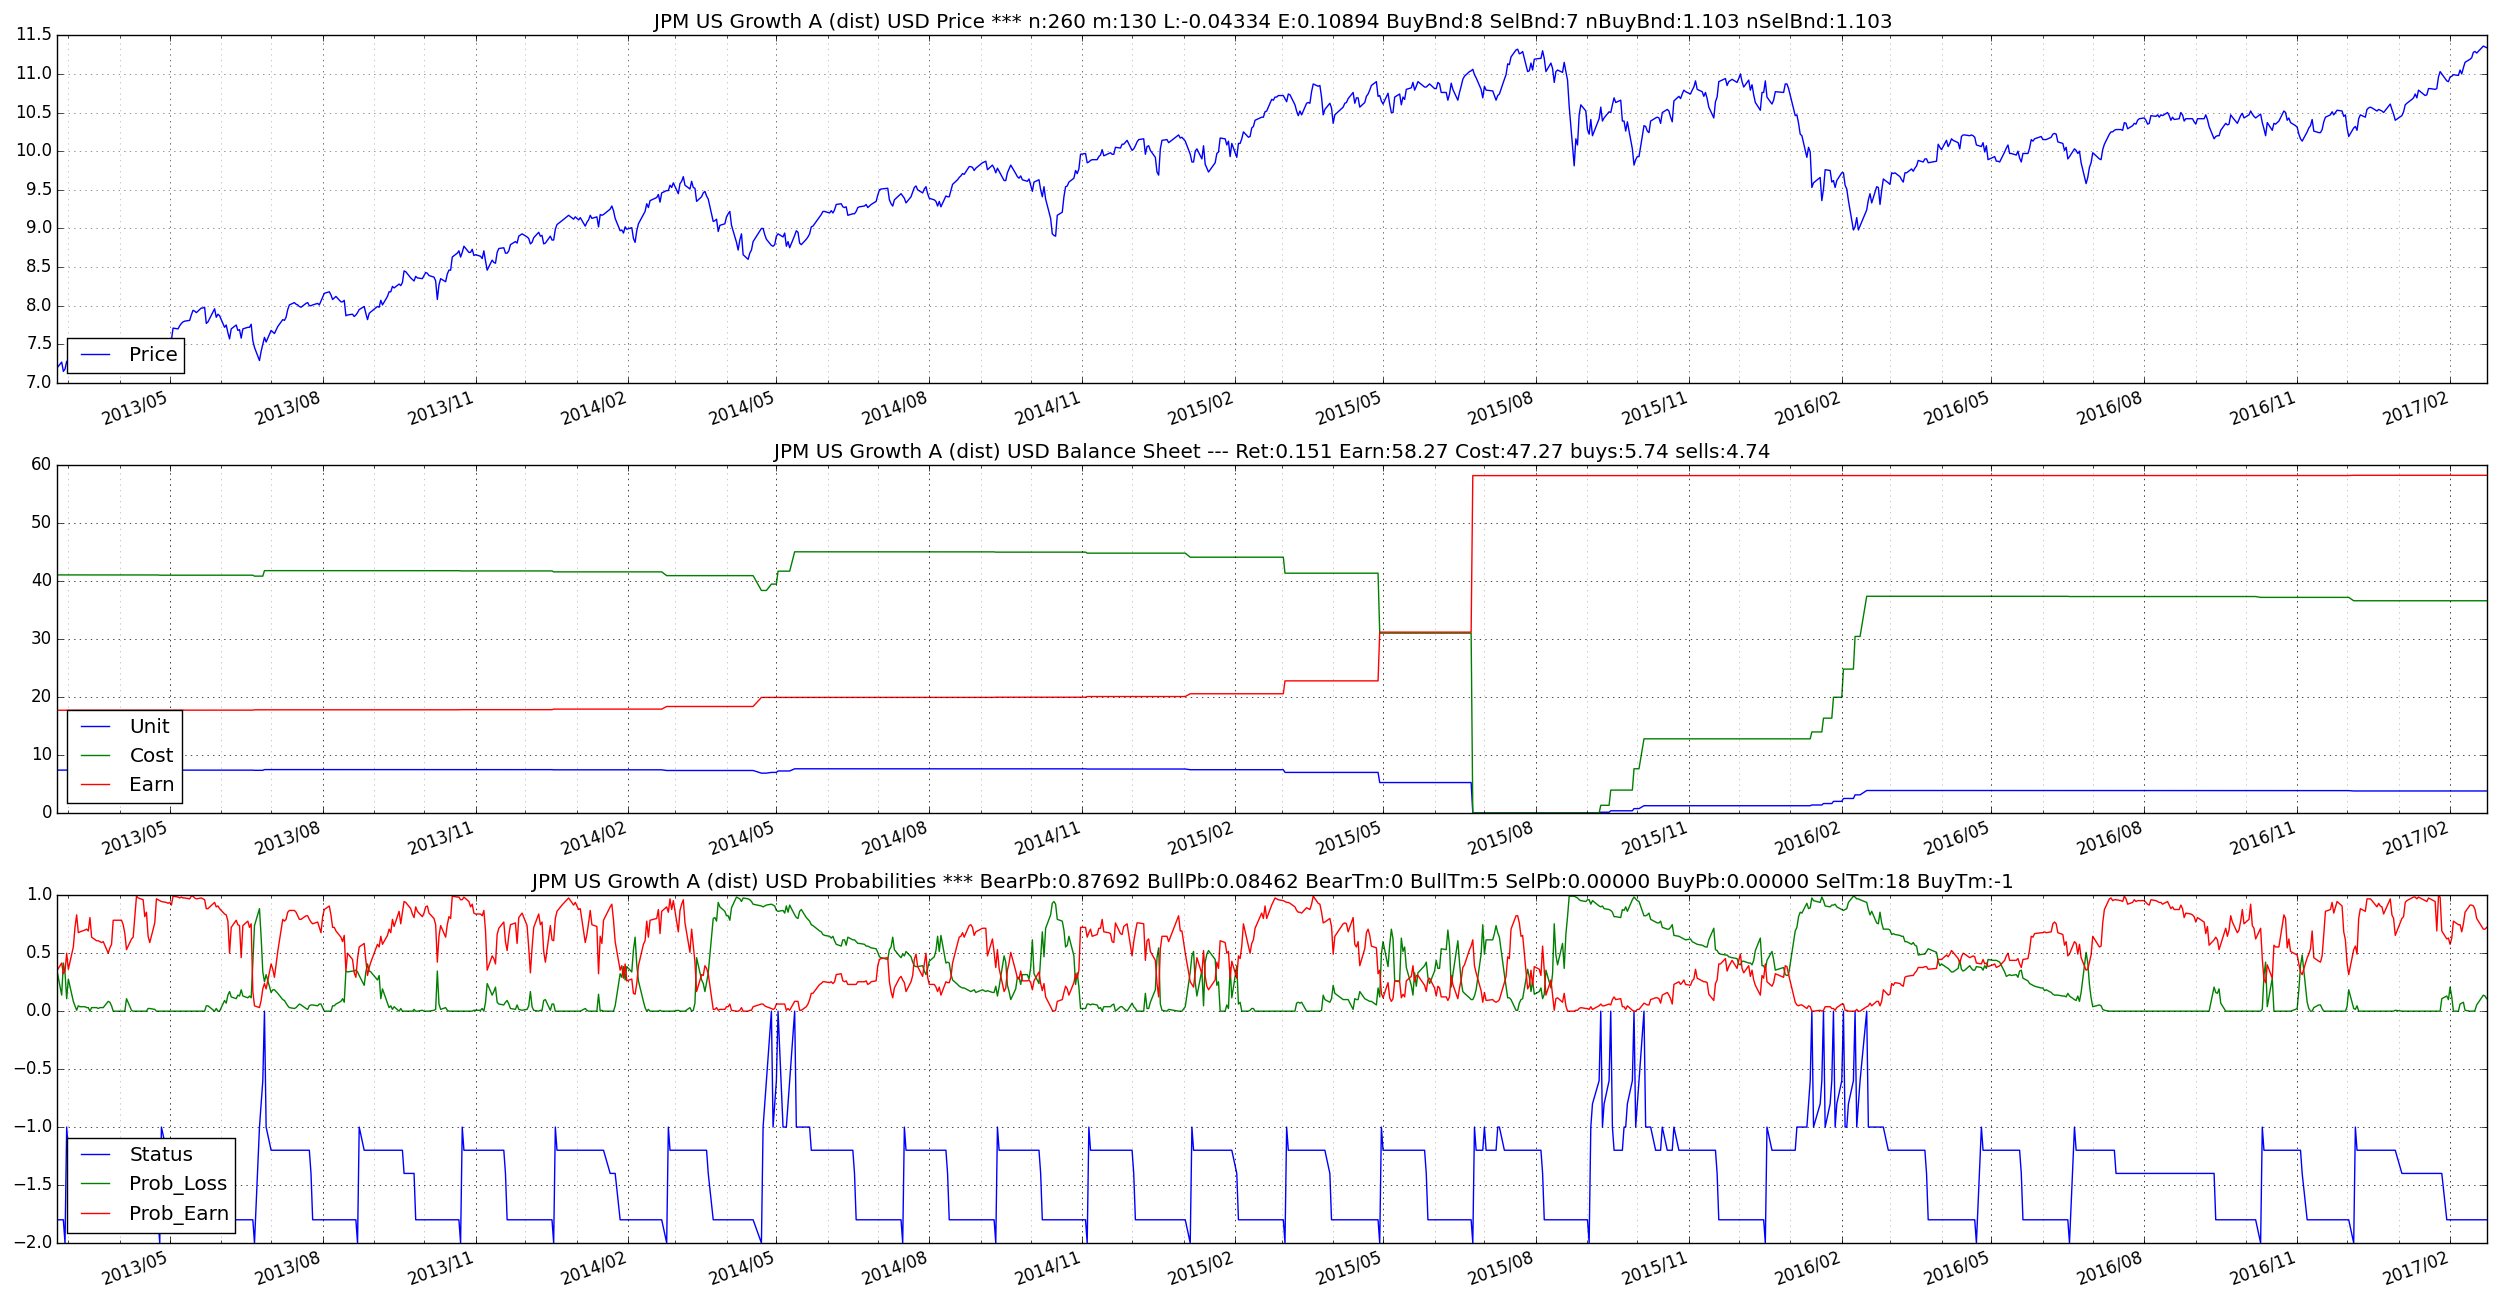 JPM US Growth A (dist) USD Price *** n:260 m:130 L:-0.04334 E:0.10894 BuyBnd:8 SelBnd:7 nBuyBnd:1.103 nSelBnd:1.103
11.5
11.0
10.5
10.0
9.5
9.0
8.5
8.0
7.5
7.0
Price
2013/05 2013/08 2013/11 2014/02 2014/05 2014/08 2014/11 2015/02 2015/05 2015/08 2015/11 2016/02 2016/05 2016/08 2016/11 2017/02
JPM US Growth A (dist) USD Balance Sheet --- Ret:0.151 Earn:58.27 Cost:47.27 buys:5.74 sells:4.74
60
50
40
30
20
10
0
Unit
Cost
Earn
2013/05 2013/08 2013/11 2014/02 2014/05 2014/08 2014/11 2015/02 2015/05 2015/08 2015/11 2016/02 2016/05 2016/08 2016/11 2017/02
JPM US Growth A (dist) USD Probabilities *** BearPb:0.87692 BullPb:0.08462 BearTm:0 BullTm:5 SelPb:0.00000 BuyPb:0.00000 SelTm:18 BuyTm:-1
1.0
0.5
0.0
−0.5
−1.0
−1.5
−2.0
Status
Prob_Loss
Prob_Earn
2013/05 2013/08 2013/11 2014/02 2014/05 2014/08 2014/11 2015/02 2015/05 2015/08 2015/11 2016/02 2016/05 2016/08 2016/11 2017/02